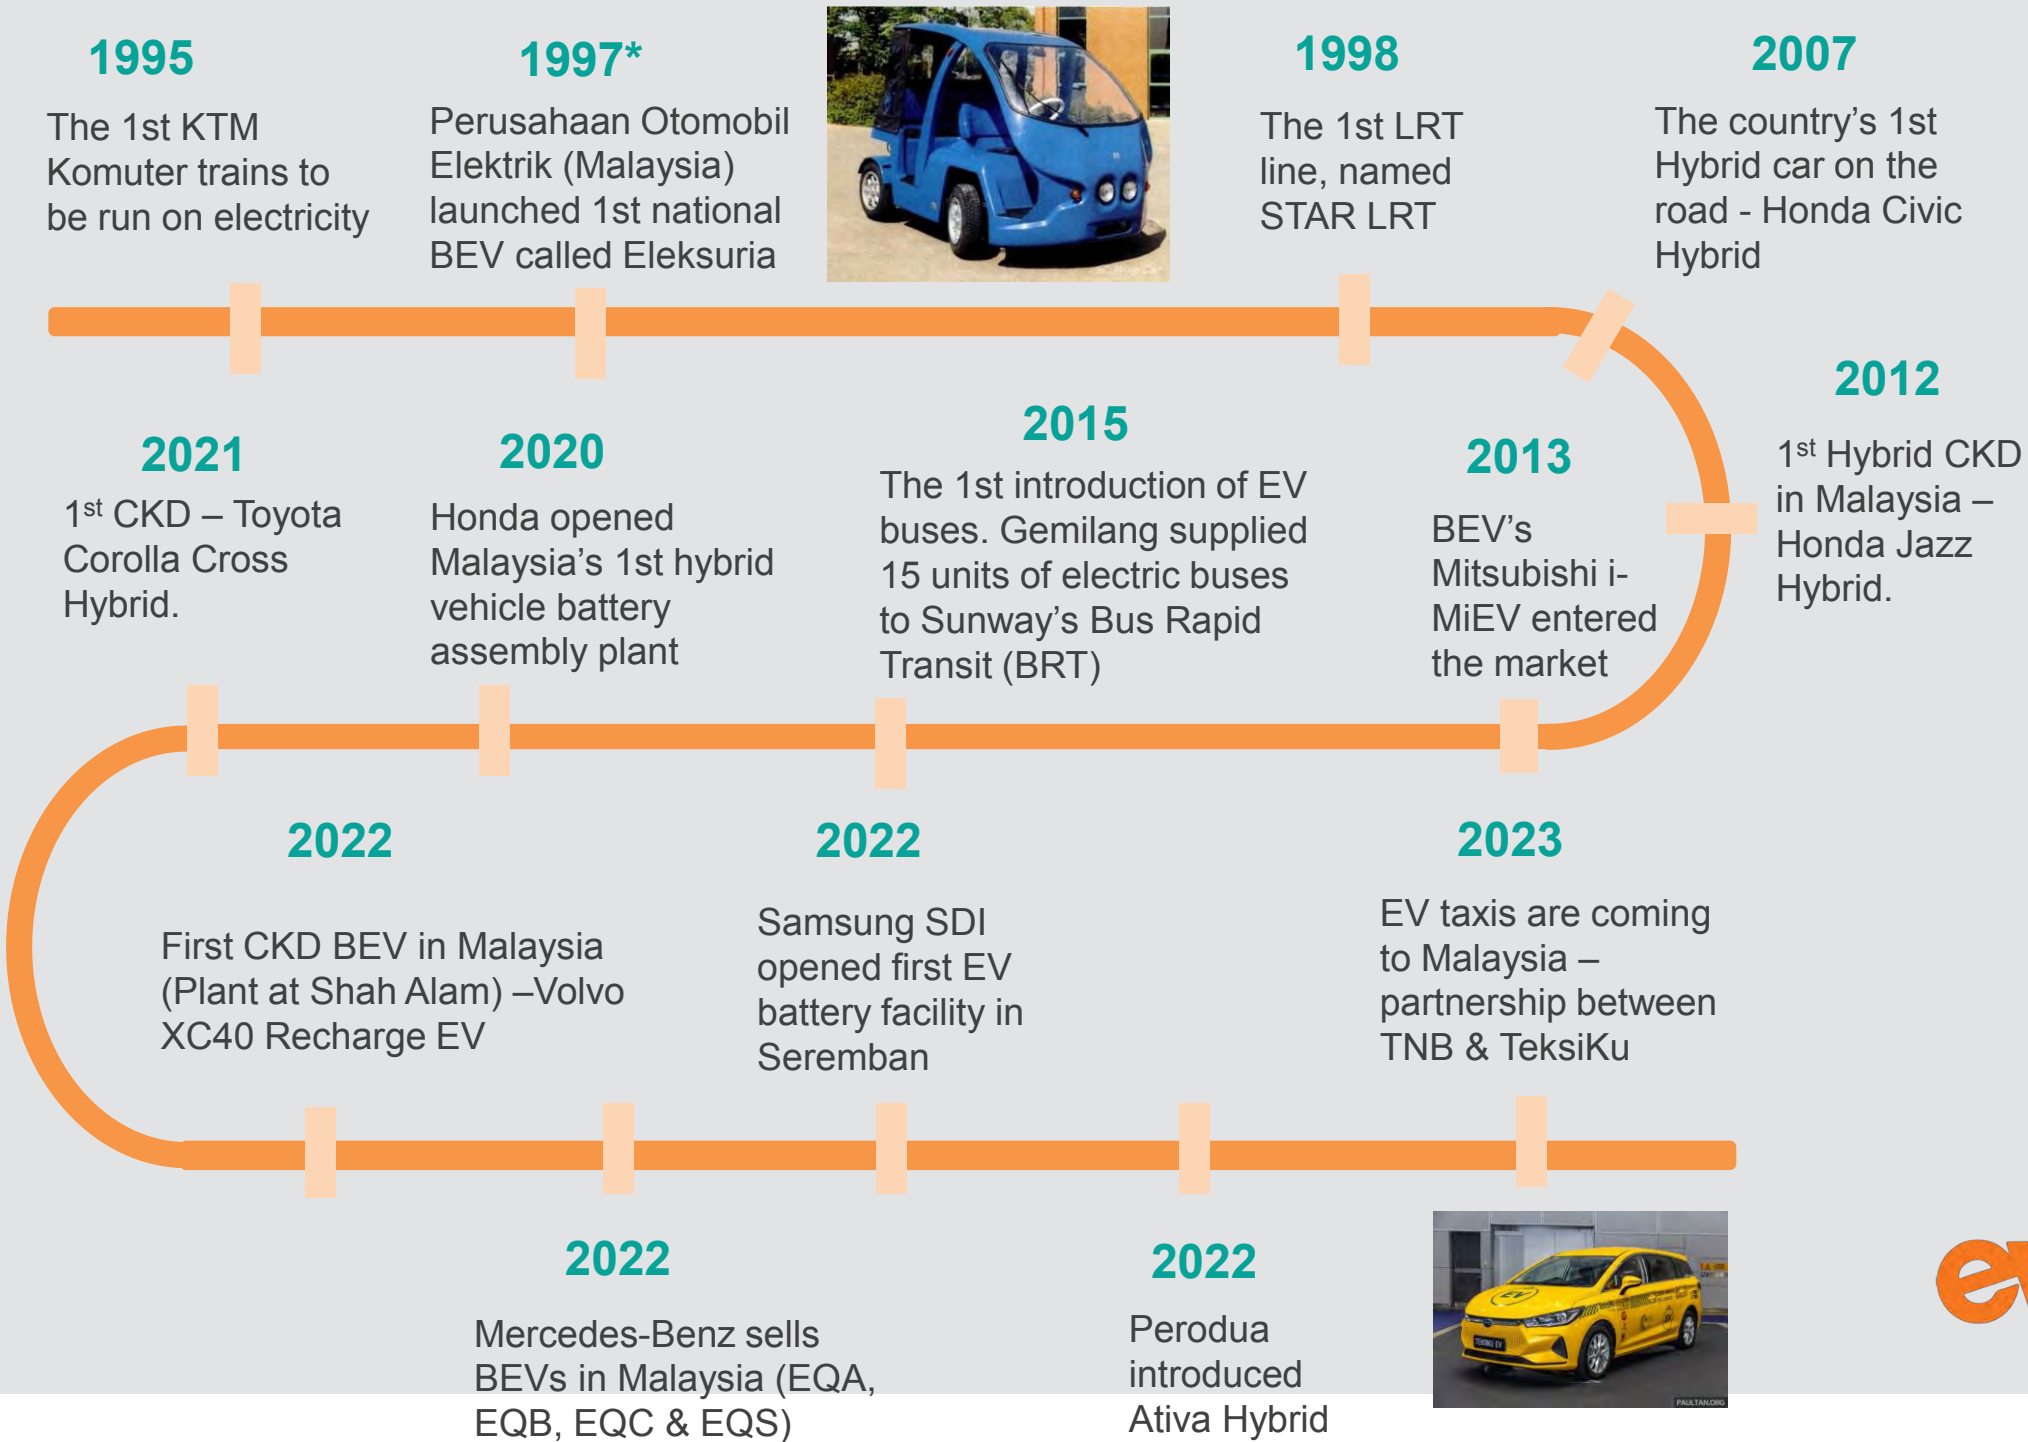 1995
The 1st KTM
Komuter trains to
be run on electricity
1997*
Perusahaan Otomobil
Elektrik (Malaysia)
launched 1st national
BEV called Eleksuria
1998
The 1st LRT
line, named
STAR LRT
2007
The country’s 1st
Hybrid car on the
road - Honda Civic
Hybrid
2012
1st Hybrid CKD
in Malaysia –
Honda Jazz
Hybrid.
2013
BEV’s
Mitsubishi i-
MiEV entered
the market
2015
The 1st introduction of EV
buses. Gemilang supplied
15 units of electric buses
to Sunway’s Bus Rapid
Transit (BRT)
2020
Honda opened
Malaysia’s 1st hybrid
vehicle battery
assembly plant
2021
1st CKD – Toyota
Corolla Cross
Hybrid.
2022
First CKD BEV in Malaysia
(Plant at Shah Alam) –Volvo
XC40 Recharge EV
2022
Mercedes-Benz sells
BEVs in Malaysia (EQA,
EQB, EQC & EQS)
2022
Samsung SDI
opened first EV
battery facility in
Seremban
2022
Perodua
introduced
Ativa Hybrid
2023
EV taxis are coming
to Malaysia –
partnership between
TNB & TeksiKu
EV
TEKSIKU EV
PAULTAN.ORG
ev